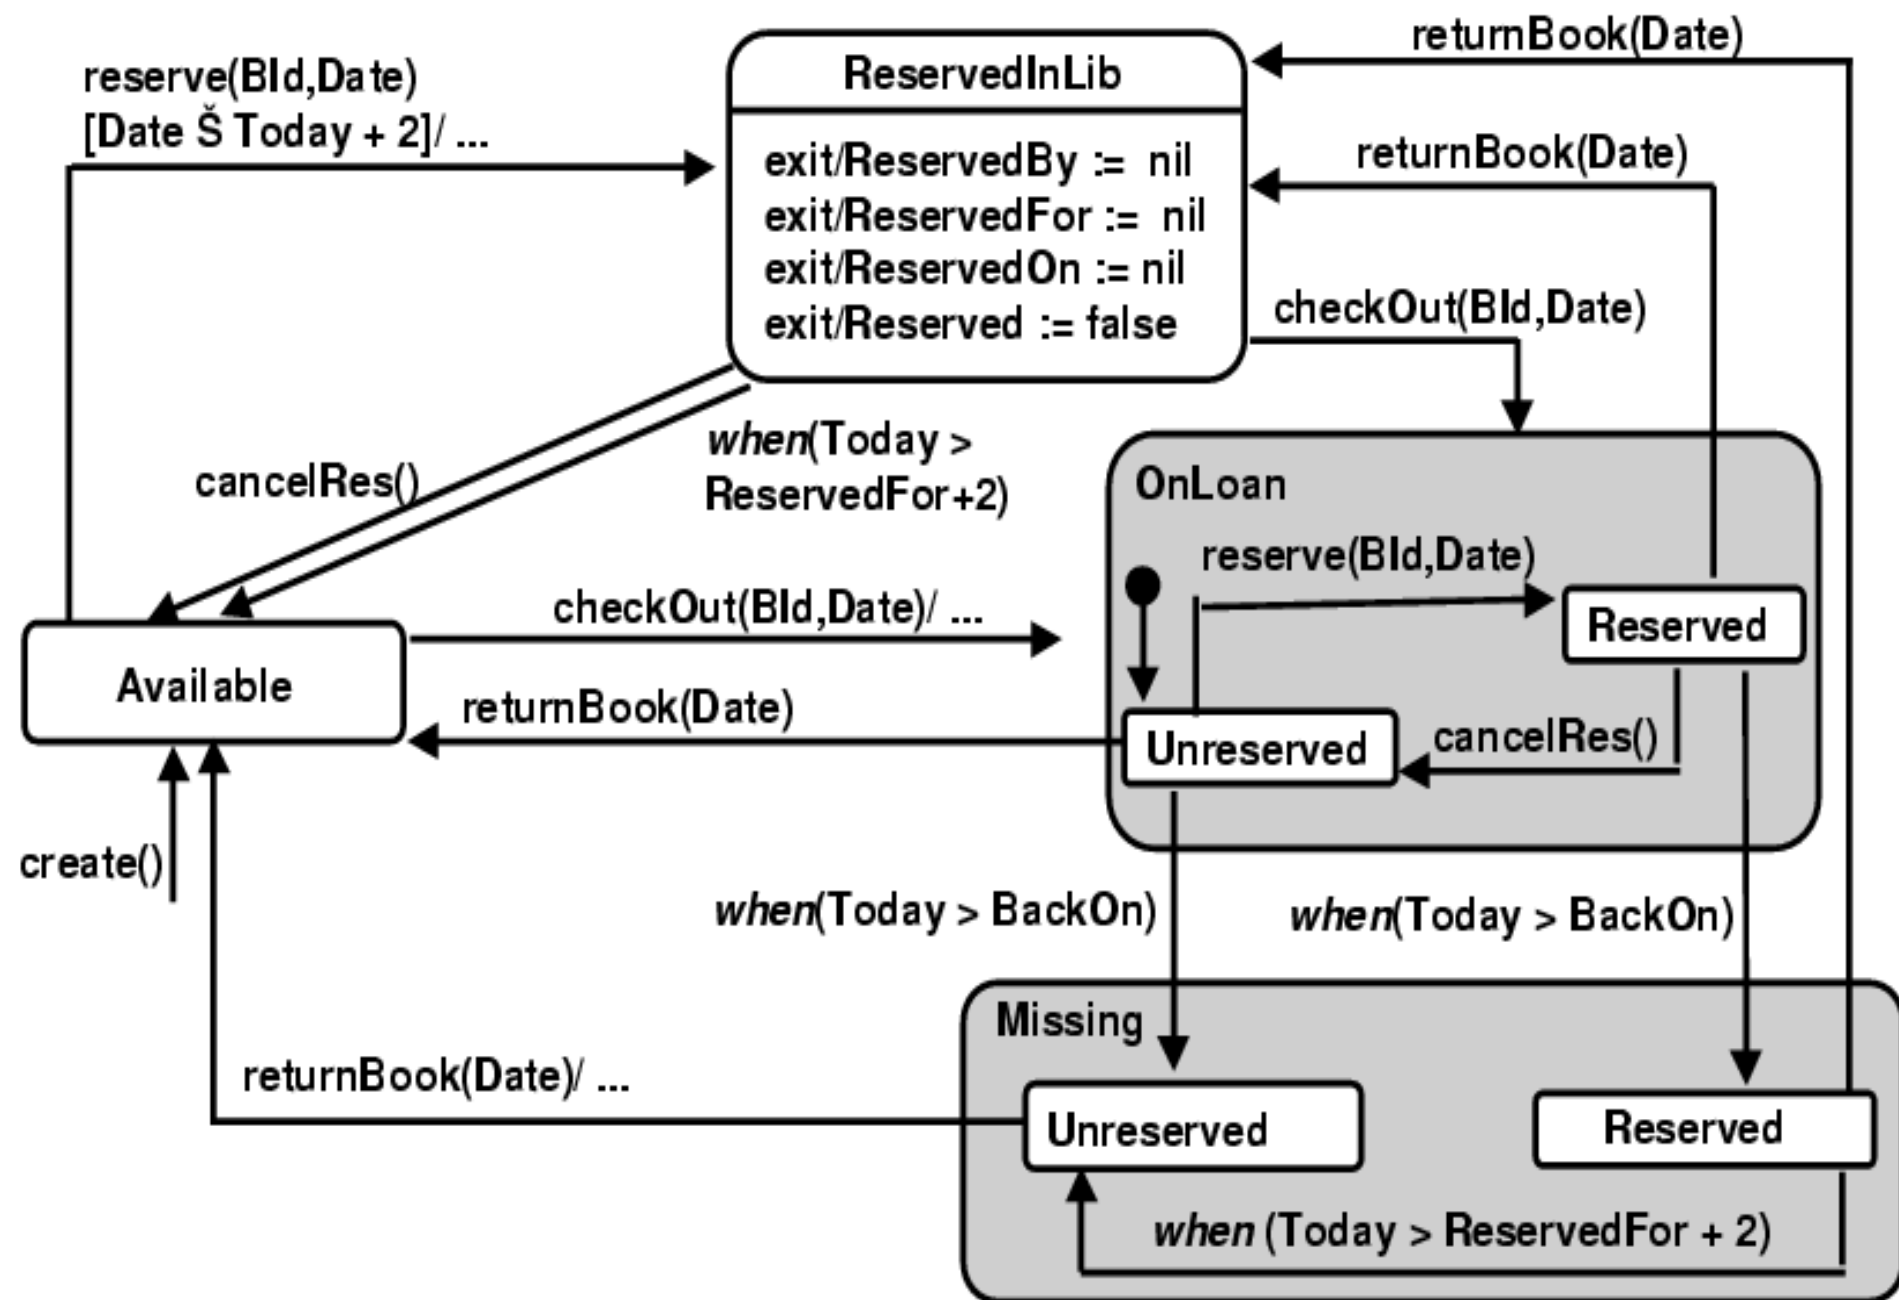 returnBook(Date)
reserve(BId,Date)
[Date Š Today + 2]/ ...
ReservedInLib
exit/ReservedBy := nil
exit/ReservedFor := nil
exit/ReservedOn := nil
exit/Reserved := false
returnBook(Date)
checkOut(BId,Date)
cancelRes()
when(Today >
ReservedFor+2)
OnLoan
reserve(BId,Date)
Reserved
checkOut(BId,Date)/ ...
Available
returnBook(Date)
Unreserved
cancelRes()
create()
when(Today > BackOn)
when(Today > BackOn)
Missing
returnBook(Date)/ ...
Unreserved
Reserved
when (Today > ReservedFor + 2)